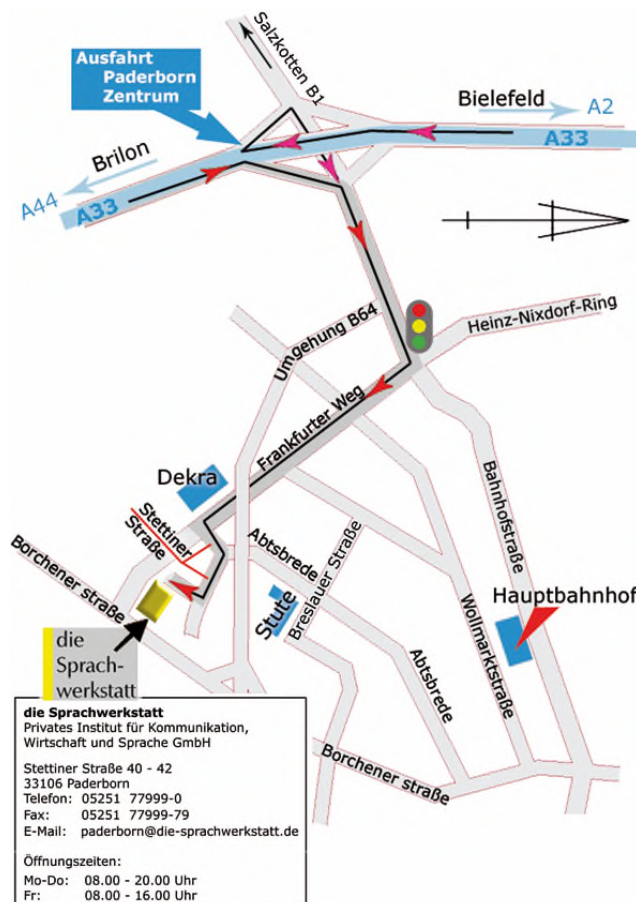 Ausfahrt
Paderborn
Zentrum
Salzkotten B1
Bielefeld
A2
A33
Brilon
A44
A33
Umgehung B64
Heinz-Nixdorf-Ring
Frankfurter Weg
Dekra
Stettiner
Straße
Borchener straße
Abtsbrede
Breslauer Straße
Stute
Bahnhofstraße
Hauptbahnhof
Wollmarktstraße
Abtsbrede
Borchener straße
die
Sprach-
werkstatt
die Sprachwerkstatt
Privates Institut für Kommunikation,
Wirtschaft und Sprache GmbH
Stettiner Straße 40 - 42
33106 Paderborn
Telefon: 05251 77999-0
Fax: 05251 77999-79
E-Mail: paderborn@die-sprachwerkstatt.de
Öffnungszeiten:
Mo-Do: 08.00 - 20.00 Uhr
Fr: 08.00 - 16.00 Uhr